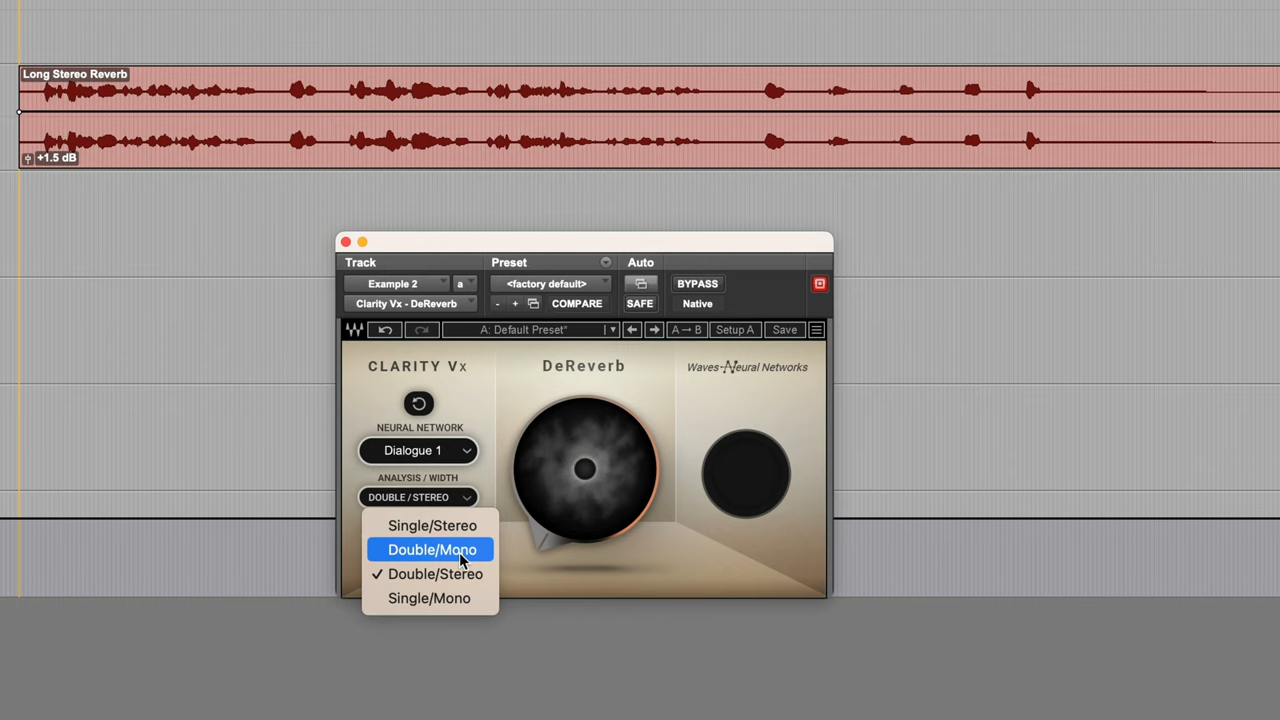 Long Stereo Reverb
+1.5 dB
Track
Preset
Auto
Example 2
a
<factory default>
BYPASS
Clarity Vx - DeReverb
- +
COMPARE
SAFE
Native
A: Default Preset*
A→B
Setup A
Save
CLARITY Vx
DeReverb
Waves Neural Networks
NEURAL NETWORK
Dialogue 1
ANALYSIS / WIDTH
DOUBLE / STEREO
Single/Stereo
Double/Mono
✓ Double/Stereo
Single/Mono